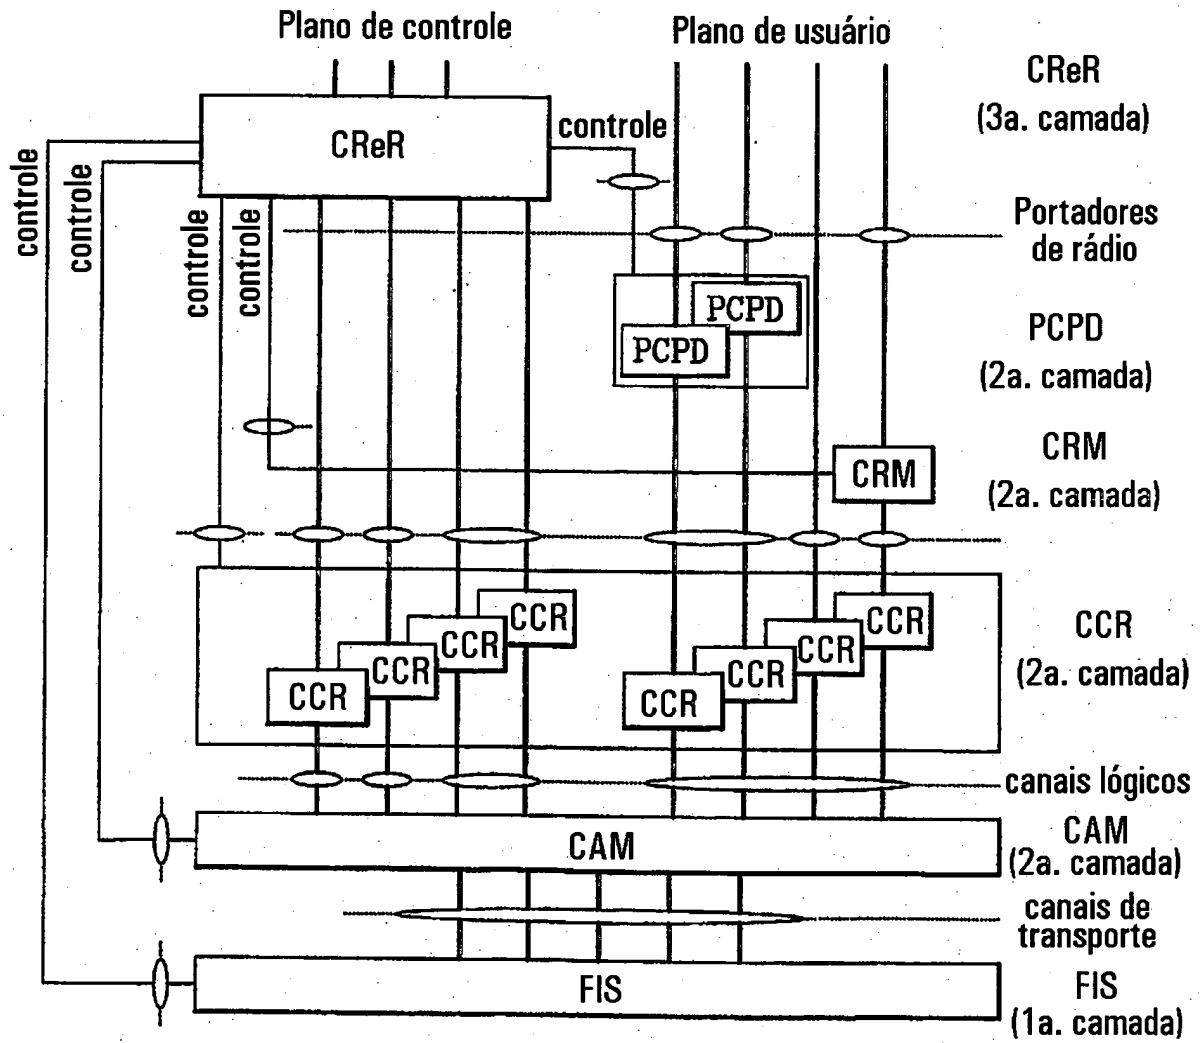 Plano de controle
Plano de usuário
CReR
(3a. camada)
CReR
controle
controle
controle
controle
controle
Portadores
de rádio
PCPD
PCPD
PCPD
(2a. camada)
CRM
CRM
(2a. camada)
CCR
CCR
CCR
CCR
CCR
CCR
CCR
CCR
CCR
(2a. camada)
canais lógicos
CAM
CAM
(2a. camada)
canais de
transporte
FIS
FIS
(1a. camada)